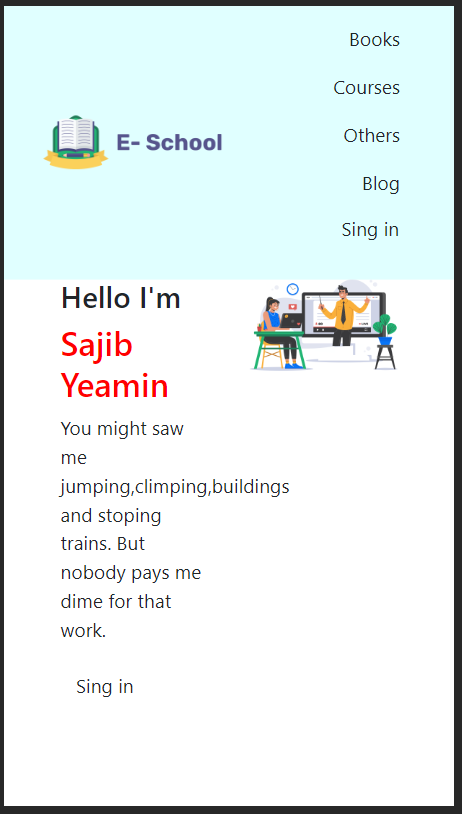 Books
Courses
Others
E- School
Blog
Sing in
Hello I'm
Sajib
Yeamin
You might saw
me
jumping,climping,buildings
and stoping
trains. But
nobody pays me
dime for that
work.
Sing in